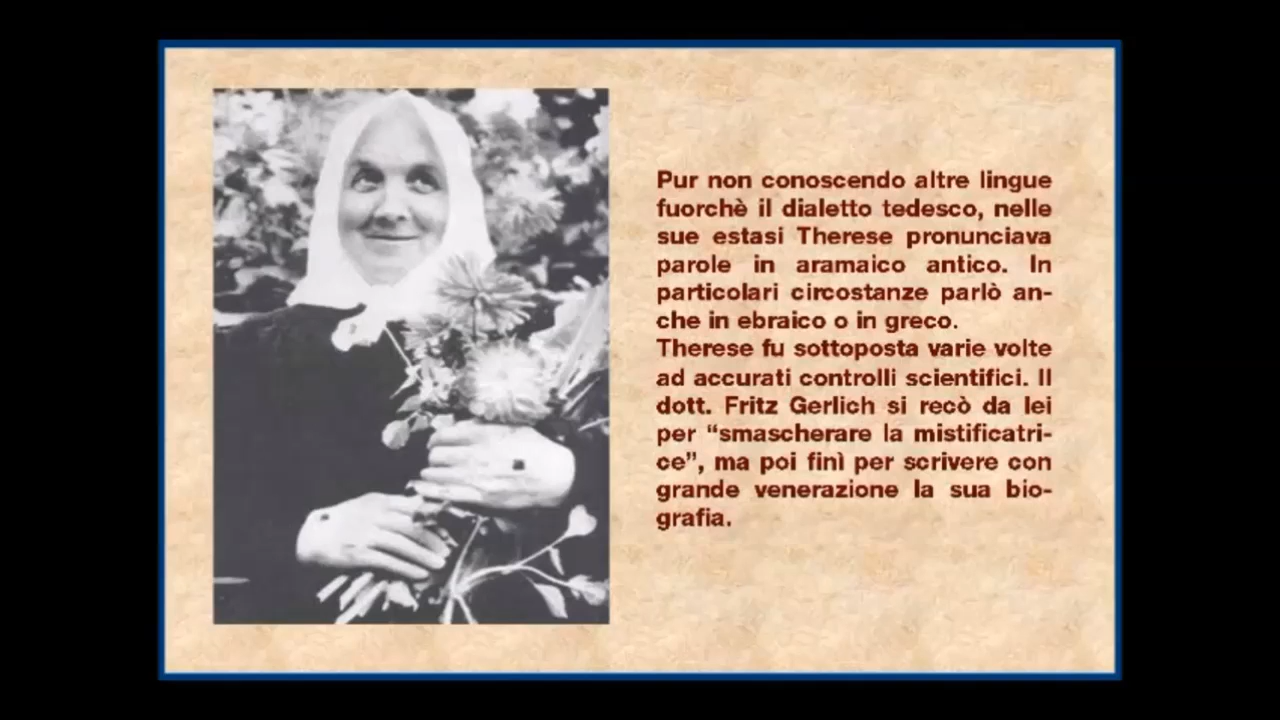 Pur non conoscendo altre lingue
fuorchè il dialetto tedesco, nelle
sue estasi Therese pronunciava
parole in aramaico antico. In
particolari circostanze parlò an-
che in ebraico o in greco.
Therese fu sottoposta varie volte
ad accurati controlli scientifici. Il
dott. Fritz Gerlich si recò da lei
per “smascherare la mistificatri-
ce”, ma poi finì per scrivere con
grande venerazione la sua bio-
grafia.